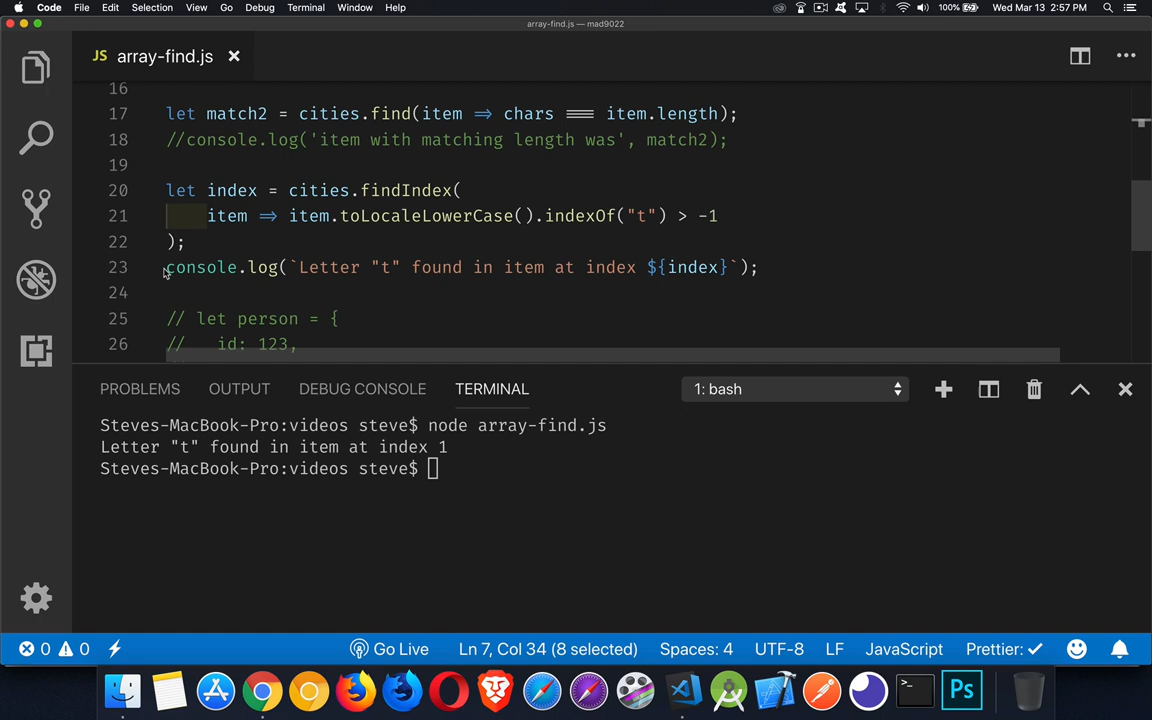 Code File Edit Selection View Go Debug Terminal Window Help 100% Wed Mar 13 2:57 PM
array-find.js — mad9022
JS array-find.js
16
17 let match2 = cities.find(item => chars === item.length);
18 //console.log('item with matching length was', match2);
19
20 let index = cities.findIndex(
21 item => item.toLocaleLowerCase().indexOf("t") > -1
22 );
23 console.log(`Letter "t" found in item at index ${index}`);
24
25 // let person = {
26 // id: 123,
PROBLEMS OUTPUT DEBUG CONSOLE TERMINAL 1: bash
Steves-MacBook-Pro:videos steve$ node array-find.js
Letter "t" found in item at index 1
Steves-MacBook-Pro:videos steve$
0 0 Go Live Ln 7, Col 34 (8 selected) Spaces: 4 UTF-8 LF JavaScript Prettier: ✓
Ps